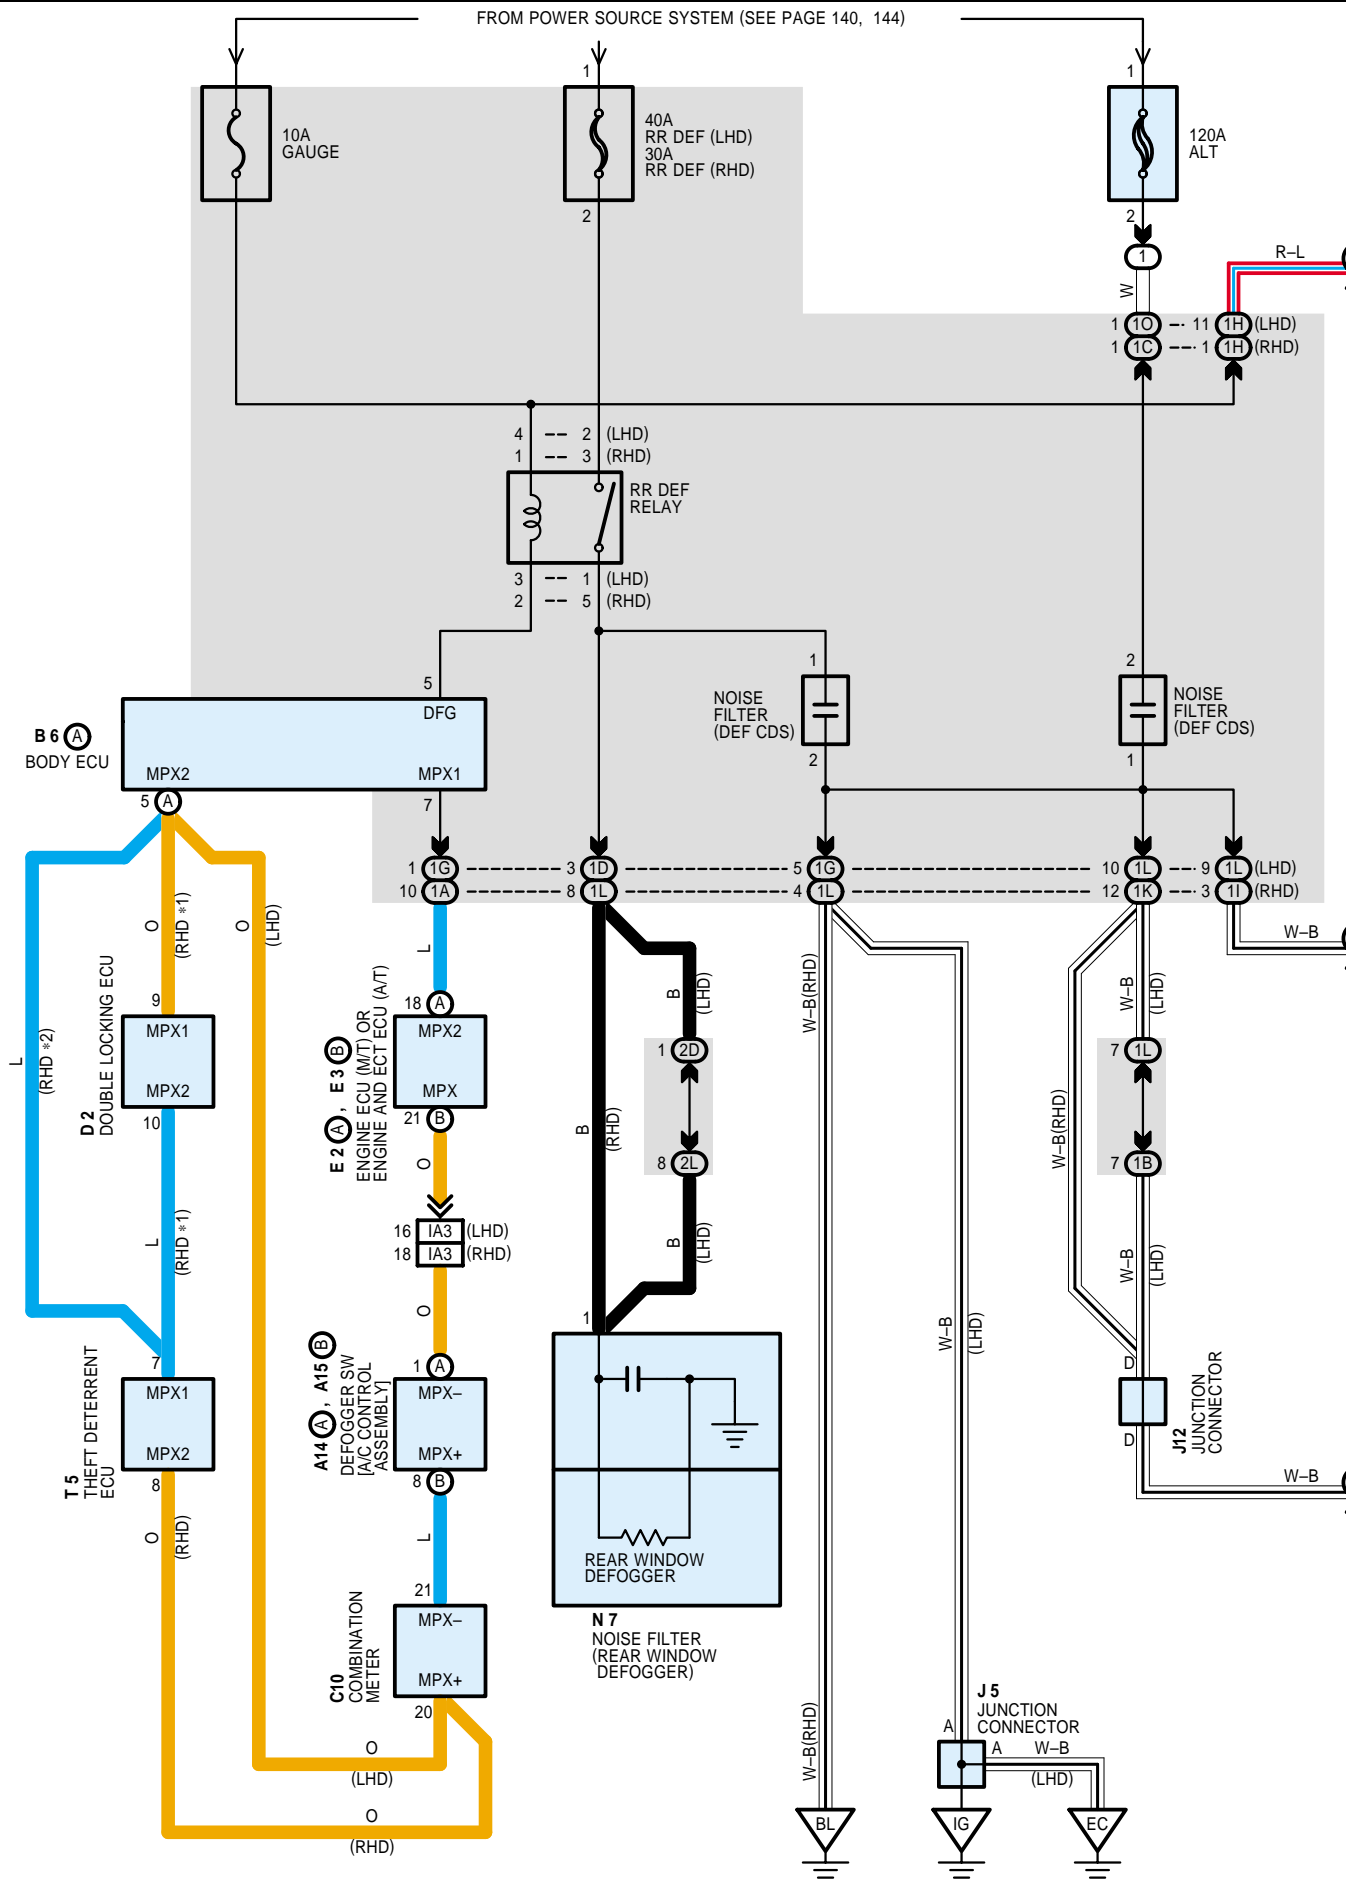 FROM POWER SOURCE SYSTEM (SEE PAGE 140, 144)
1
1
10A
GAUGE
40A
RR DEF (LHD)
30A
RR DEF (RHD)
120A
ALT
2
2
1
R–L
W
1 1O 11 1H (LHD)
1 1C 1 1H (RHD)
4 2 (LHD)
1 3 (RHD)
RR DEF
RELAY
3 1 (LHD)
2 5 (RHD)
5
DFG
1
2
NOISE
FILTER
(DEF CDS)
NOISE
FILTER
(DEF CDS)
2
1
B 6 A
BODY ECU
MPX2
MPX1
5 A
7
1 1G 3 1D 5 1G 10 1L 9 1L (LHD)
10 1A 8 1L 4 1L 12 1K 3 1I (RHD)
O
(RHD *1)
O
(LHD)
L
B
(LHD)
W–B(RHD)
W–B
(LHD)
W–B
9
MPX1
MPX2
10
D 2
DOUBLE LOCKING ECU
L
(RHD *2)
18 A
MPX2
MPX
21 B
E 2 A , E 3 B
ENGINE ECU (M/T) OR
ENGINE AND ECT ECU (A/T)
1 2D
8 2L
7 1L
7 1B
B
(RHD)
W–B(RHD)
O
L
(RHD *1)
16 IA3 (LHD)
18 IA3 (RHD)
B
(LHD)
W–B
(LHD)
O
W–B
(LHD)
1
7
MPX1
MPX2
8
T 5
THEFT DETERRENT
ECU
1 A
MPX–
MPX+
8 B
A14 A , A15 B
DEFOGGER SW
[A/C CONTROL
ASSEMBLY]
D
D
J12
JUNCTION
CONNECTOR
W–B
O
(RHD)
L
REAR WINDOW
DEFOGGER
N 7
NOISE FILTER
(REAR WINDOW
DEFOGGER)
21
MPX–
MPX+
20
C10
COMBINATION
METER
O
(LHD)
O
(RHD)
W–B(RHD)
J 5
JUNCTION
CONNECTOR
A
A
W–B
(LHD)
BL
IG
EC